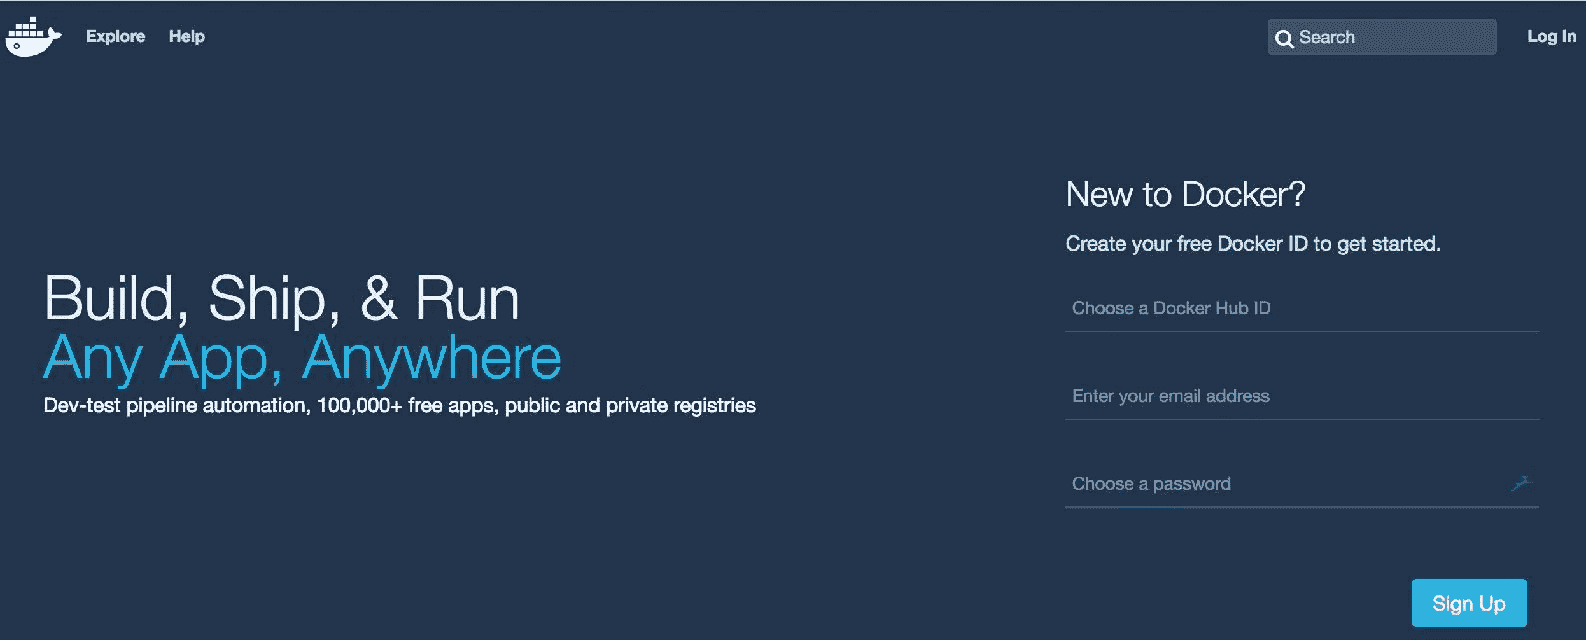 Explore Help Search Log In
New to Docker?
Create your free Docker ID to get started.
Build, Ship, & Run
Any App, Anywhere
Dev-test pipeline automation, 100,000+ free apps, public and private registries
Choose a Docker Hub ID
Enter your email address
Choose a password
Sign Up